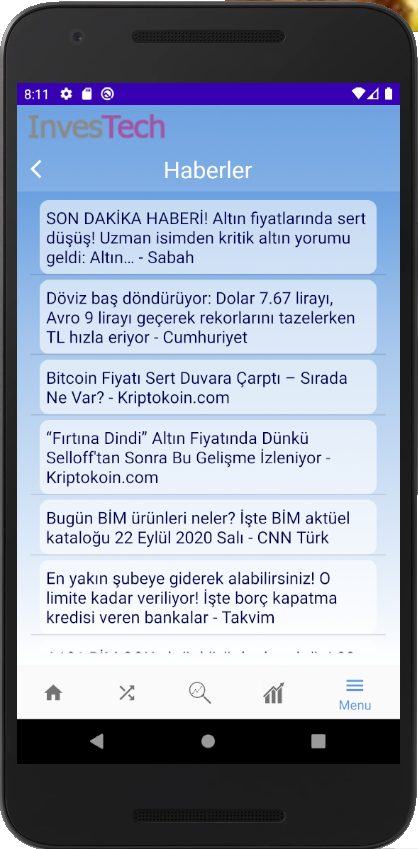 8:11
InvesTech
Haberler
SON DAKİKA HABERİ! Altın fiyatlarında sert
düşüş! Uzman isimden kritik altın yorumu
geldi: Altın... - Sabah
Döviz baş döndürüyor: Dolar 7.67 lirayı,
Avro 9 lirayı geçerek rekorlarını tazelerken
TL hızla eriyor - Cumhuriyet
Bitcoin Fiyatı Sert Duvara Çarptı – Sırada
Ne Var? - Kriptokoin.com
“Fırtına Dindi” Altın Fiyatında Dünkü
Selloff'tan Sonra Bu Gelişme İzleniyor -
Kriptokoin.com
Bugün BİM ürünleri neler? İşte BİM aktüel
kataloğu 22 Eylül 2020 Salı - CNN Türk
En yakın şubeye giderek alabilirsiniz! O
limite kadar veriliyor! İşte borç kapatma
kredisi veren bankalar - Takvim
Menu